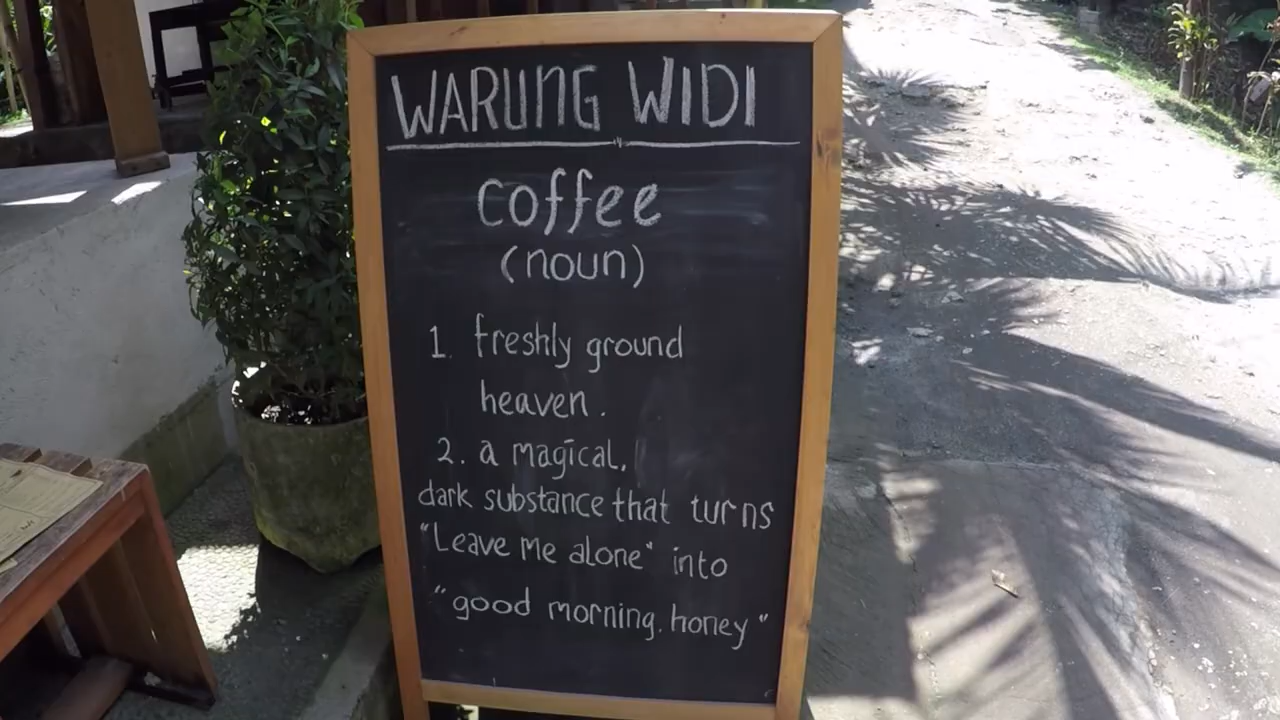 WARUNG WIDI
coffee
(noun)
1. freshly ground
heaven.
2. a magical,
dark substance that turns
"Leave me alone" into
"good morning, honey"